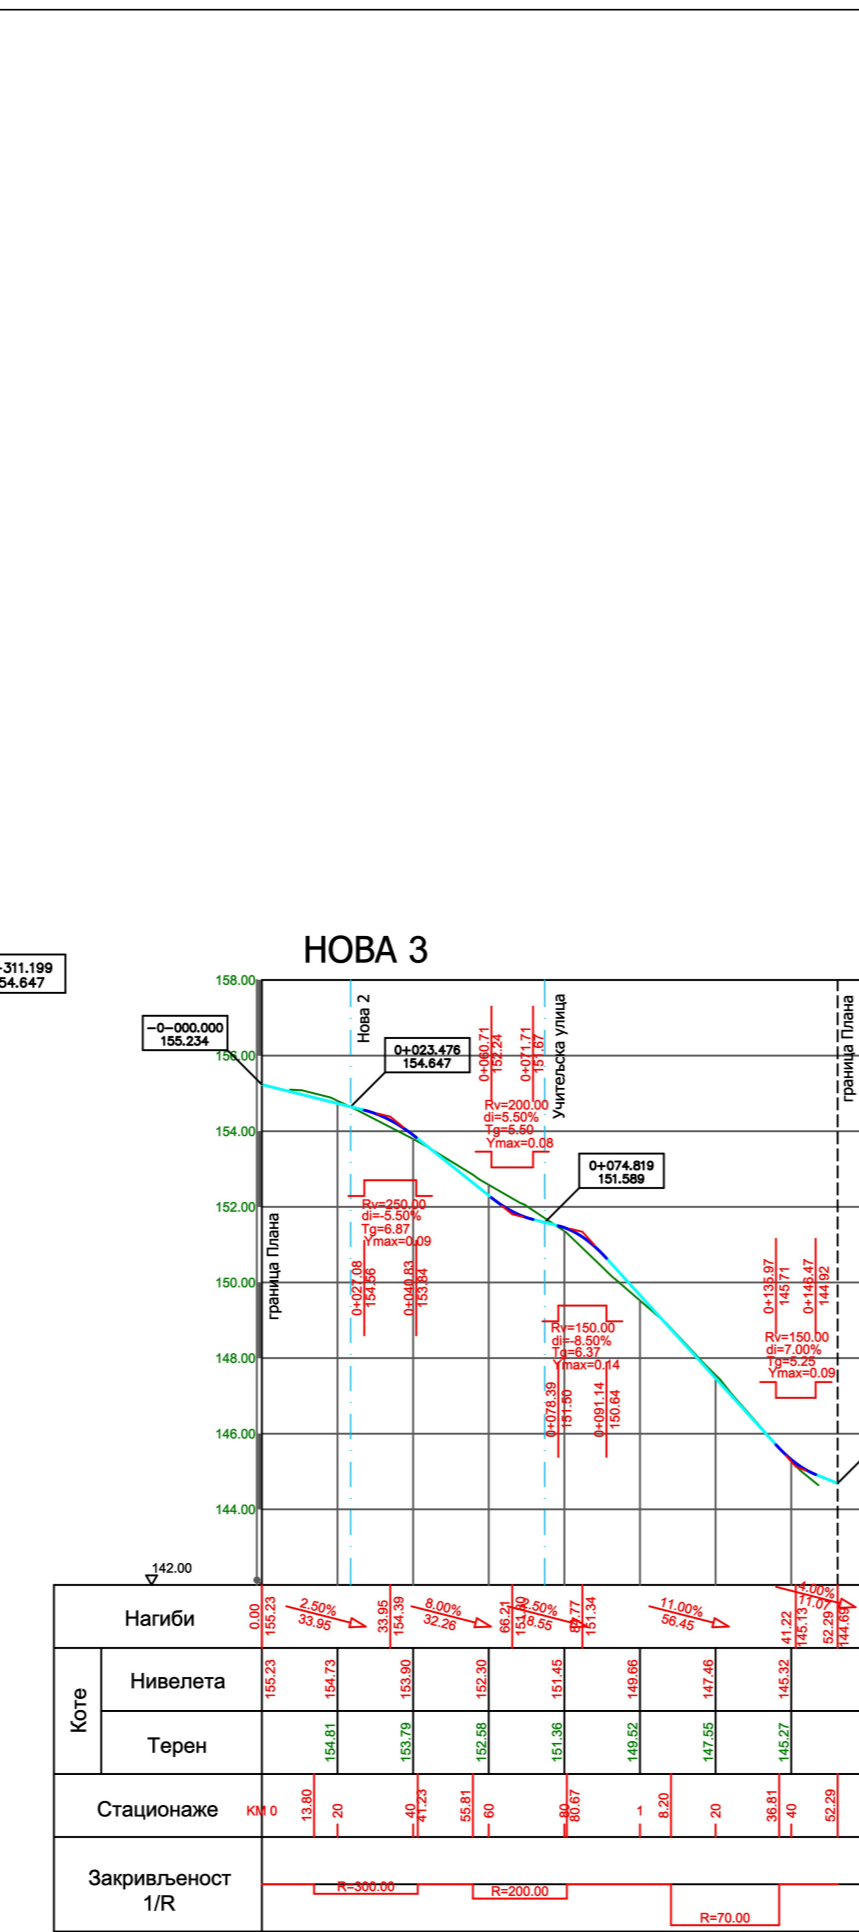 НОВА 3
-311.199
54.647
158.00
156.00
154.00
152.00
150.00
148.00
146.00
144.00
142.00
-0-000.000
155.234
Нова 2
0+023.476
154.647
0+060.71
152.24
0+071.71
151.67
Rv=200.00
di=5.50%
Tg=5.50
Ymax=0.08
Учитељска улица
0+074.819
151.589
граница Плана
граница Плана
Rv=250.00
di=-5.50%
Tg=6.87
Ymax=0.09
0+027.08
154.56
0+040.83
153.84
Rv=150.00
di=-8.50%
Tg=6.37
Ymax=0.14
0+078.39
151.50
0+091.14
150.64
0+135.97
145.71
0+146.47
144.92
Rv=150.00
di=7.00%
Tg=5.25
Ymax=0.09
Нагиби
0.00
155.23
2.50%
33.95
33.95
154.39
8.00%
32.26
66.21
151.34
11.00%
56.45
41.22
145.13
4.00%
11.07
52.29
144.69
Коте
Нивелета
155.23
154.73
153.90
152.30
151.45
149.66
147.46
145.32
Терен
154.81
153.79
152.58
151.36
149.52
147.55
145.27
Стационаже
KM 0
13.80
20
40
41.23
55.81
60
80
80.67
1
8.20
20
36.81
40
52.29
Закривљеност
1/R
R=300.00
R=200.00
R=70.00